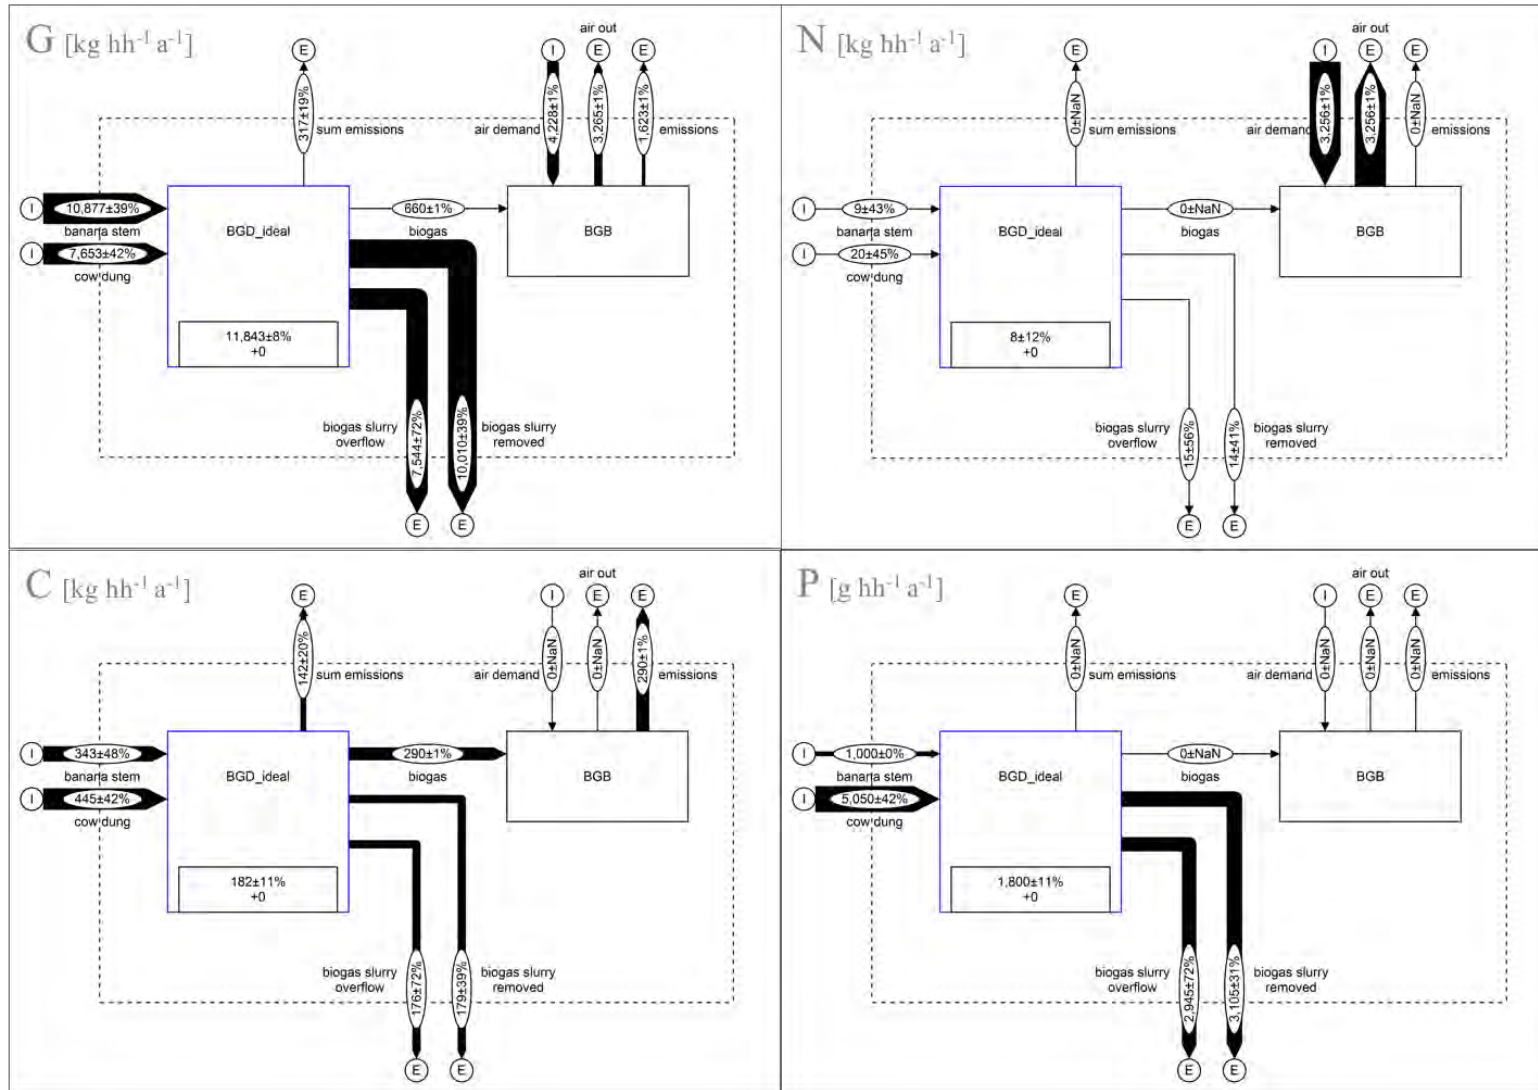 G [kg hh⁻¹ a⁻¹]
air out
E
I
E
E
317±19%
4,228±1%
3,265±1%
1,623±1%
sum emissions
air demand
emissions
I
10,877±39%
banana stem
I
7,653±42%
cow dung
BGD_ideal
660±1%
biogas
BGB
11,843±8%
+0
biogas slurry
overflow
7,544±72%
10,010±39%
biogas slurry
removed
E
E
N [kg hh⁻¹ a⁻¹]
air out
E
I
E
E
0±NaN
3,256±1%
3,256±1%
0±NaN
sum emissions
air demand
emissions
I
9±43%
banana stem
I
20±45%
cow dung
BGD_ideal
0±NaN
biogas
BGB
8±12%
+0
biogas slurry
overflow
15±56%
14±41%
biogas slurry
removed
E
E
C [kg hh⁻¹ a⁻¹]
air out
E
I
E
E
142±20%
0±NaN
0±NaN
290±1%
sum emissions
air demand
emissions
I
343±48%
banana stem
I
445±42%
cow dung
BGD_ideal
290±1%
biogas
BGB
182±11%
+0
biogas slurry
overflow
176±72%
179±39%
biogas slurry
removed
E
E
P [g hh⁻¹ a⁻¹]
air out
E
I
E
E
0±NaN
0±NaN
0±NaN
0±NaN
sum emissions
air demand
emissions
I
1,000±0%
banana stem
I
5,050±42%
cow dung
BGD_ideal
0±NaN
biogas
BGB
1,800±11%
+0
biogas slurry
overflow
2,945±72%
3,105±31%
biogas slurry
removed
E
E